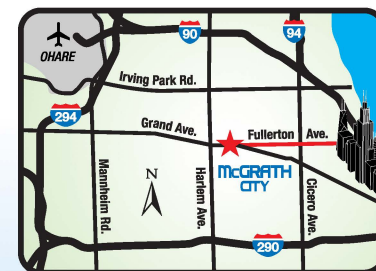 OHARE
90
94
Irving Park Rd.
294
Grand Ave.
Fullerton Ave.
McGRATH
CITY
N
Mannheim Rd.
Harlem Ave.
Cicero Ave.
290